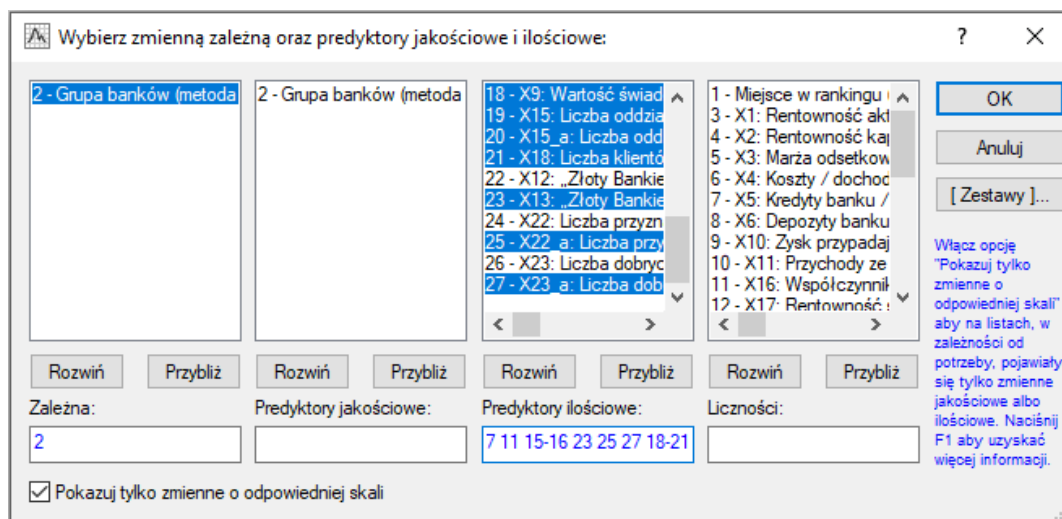 Wybierz zmienną zależną oraz predyktory jakościowe i ilościowe:
?
2 - Grupa banków (metoda
2 - Grupa banków (metoda
18 - X9: Wartość świad
19 - X15: Liczba oddzia
20 - X15_a: Liczba odd
21 - X18: Liczba klientó
22 - X12: „Złoty Bankie
23 - X13: „Złoty Bankie
24 - X22: Liczba przyzn
25 - X22_a: Liczba przy
26 - X23: Liczba dobryc
27 - X23_a: Liczba dob
1 - Miejsce w rankingu
3 - X1: Rentowność akt
4 - X2: Rentowność kap
5 - X3: Marża odsetkow
6 - X4: Koszty / dochod
7 - X5: Kredyty banku /
8 - X6: Depozyty banku
9 - X10: Zysk przypadaj
10 - X11: Przychody ze
11 - X16: Współczynnik
12 - X17: Rentowność
OK
Anuluj
[ Zestawy ]...
Włącz opcję
"Pokazuj tylko
zmienne o
odpowiedniej skali"
aby na listach, w
zależności od
potrzeby, pojawiały
się tylko zmienne
jakościowe albo
ilościowe. Naciśnij
F1 aby uzyskać
więcej informacji.
Rozwiń Przybliż Rozwiń Przybliż Rozwiń Przybliż Rozwiń Przybliż
Zależna: Predyktory jakościowe: Predyktory ilościowe: Liczności:
2 7 11 15-16 23 25 27 18-21
Pokazuj tylko zmienne o odpowiedniej skali